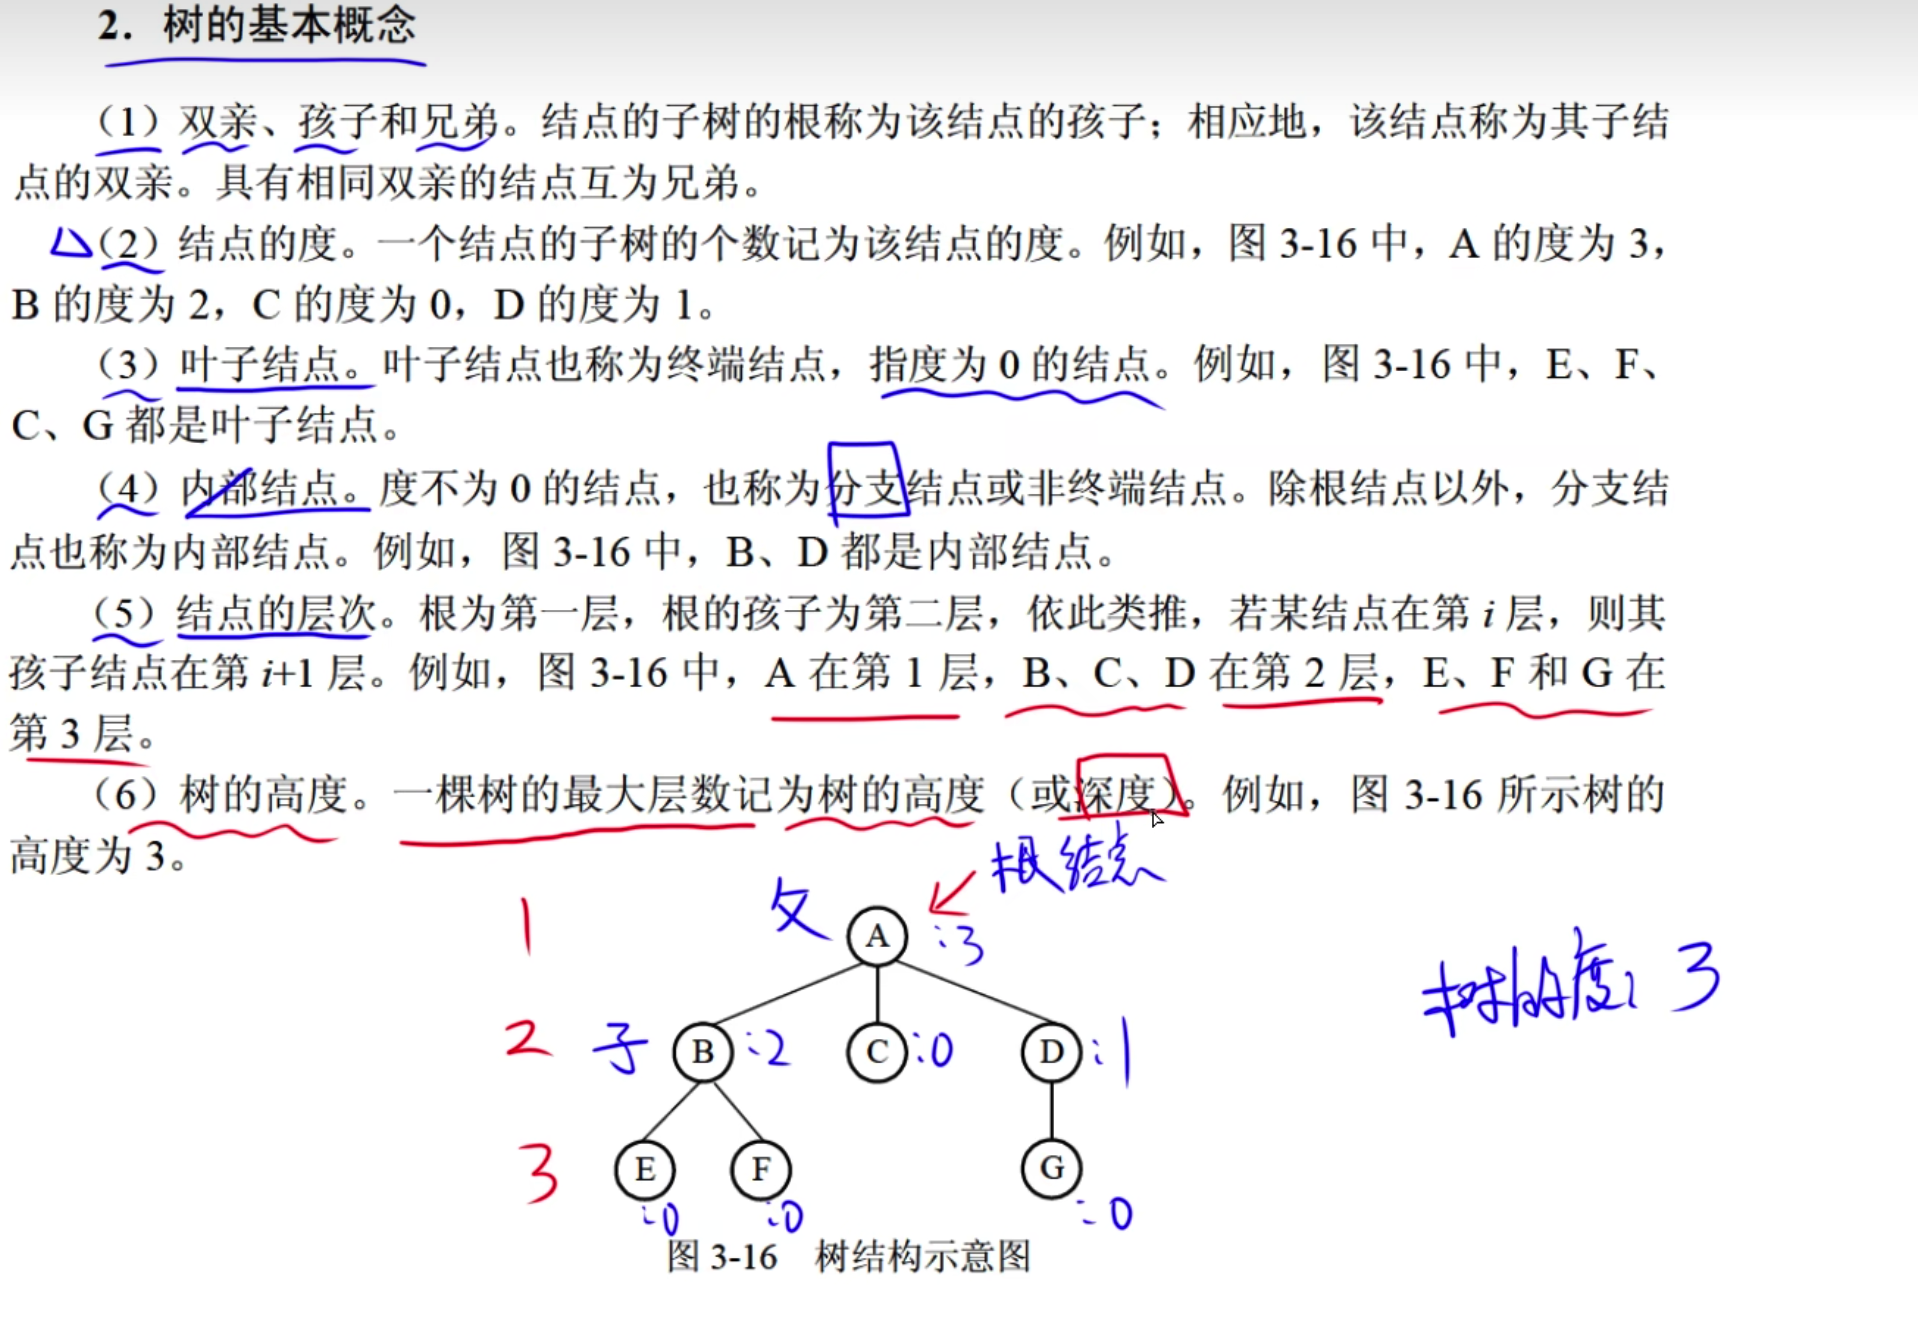 2．树的基本概念
（1）双亲、孩子和兄弟。结点的子树的根称为该结点的孩子；相应地，该结点称为其子结
点的双亲。具有相同双亲的结点互为兄弟。
（2）结点的度。一个结点的子树的个数记为该结点的度。例如，图 3-16 中，A 的度为 3，
B 的度为 2，C 的度为 0，D 的度为 1。
（3）叶子结点。叶子结点也称为终端结点，指度为 0 的结点。例如，图 3-16 中，E、F、
C、G 都是叶子结点。
（4）内部结点。度不为 0 的结点，也称为分支结点或非终端结点。除根结点以外，分支结
点也称为内部结点。例如，图 3-16 中，B、D 都是内部结点。
（5）结点的层次。根为第一层，根的孩子为第二层，依此类推，若某结点在第 i 层，则其
孩子结点在第 i+1 层。例如，图 3-16 中，A 在第 1 层，B、C、D 在第 2 层，E、F 和 G 在
第 3 层。
（6）树的高度。一棵树的最大层数记为树的高度（或深度）。例如，图 3-16 所示树的
高度为 3。
根结点
1 父 A :3
树的度: 3
2 子 B :2 C :0 D :1
3 E F G
:0 :0 :0
图 3-16 树结构示意图